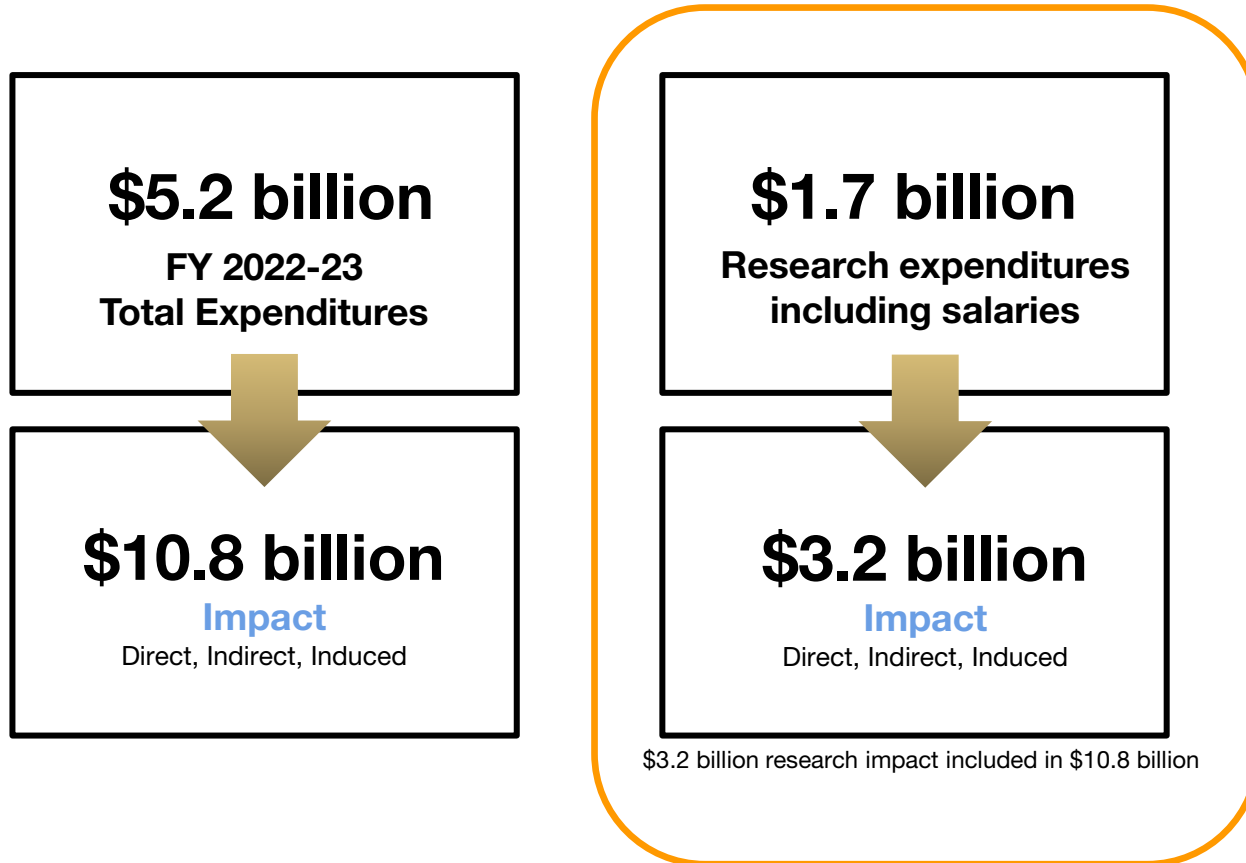 $5.2 billion
FY 2022-23
Total Expenditures
$10.8 billion
Impact
Direct, Indirect, Induced
$1.7 billion
Research expenditures
including salaries
$3.2 billion
Impact
Direct, Indirect, Induced
$3.2 billion research impact included in $10.8 billion